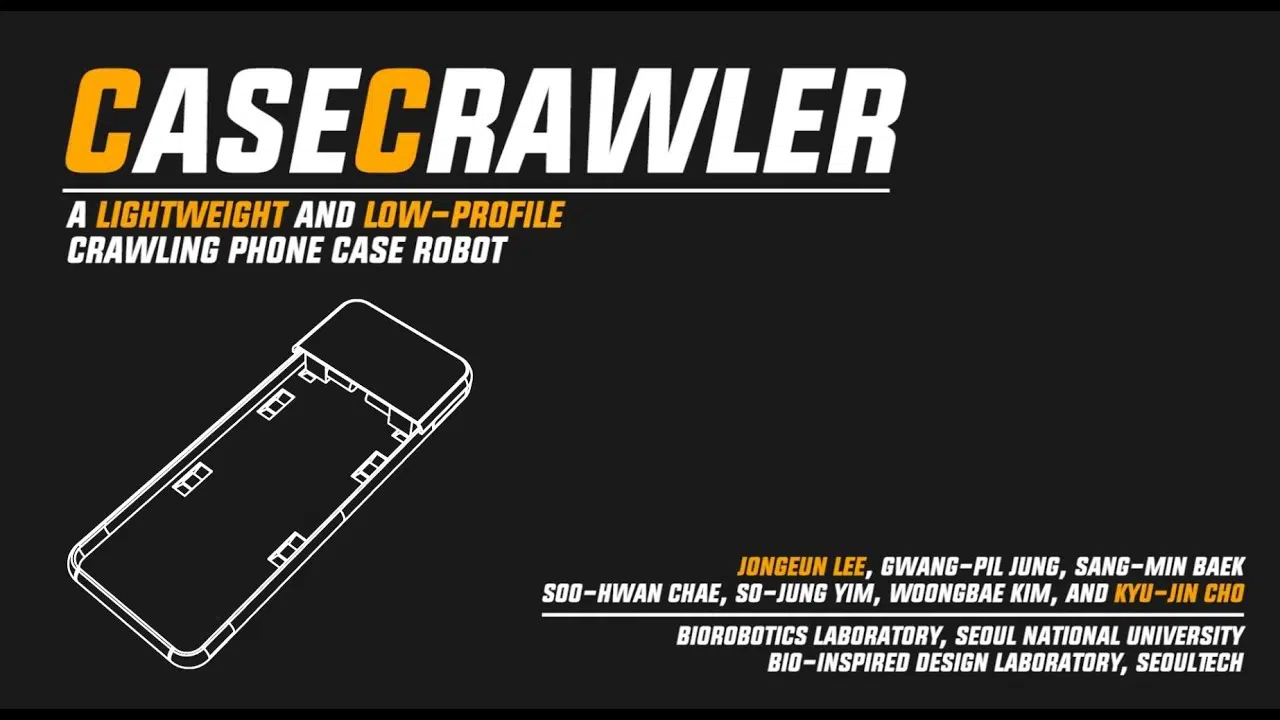 CASECRAWLER
A LIGHTWEIGHT AND LOW-PROFILE
CRAWLING PHONE CASE ROBOT
JONGEUN LEE, GWANG-PIL JUNG, SANG-MIN BAEK
SOO-HWAN CHAE, SO-JUNG YIM, WOONGBAE KIM, AND KYU-JIN CHO
BIOROBOTICS LABORATORY, SEOUL NATIONAL UNIVERSITY
BIO-INSPIRED DESIGN LABORATORY, SEOULTECH